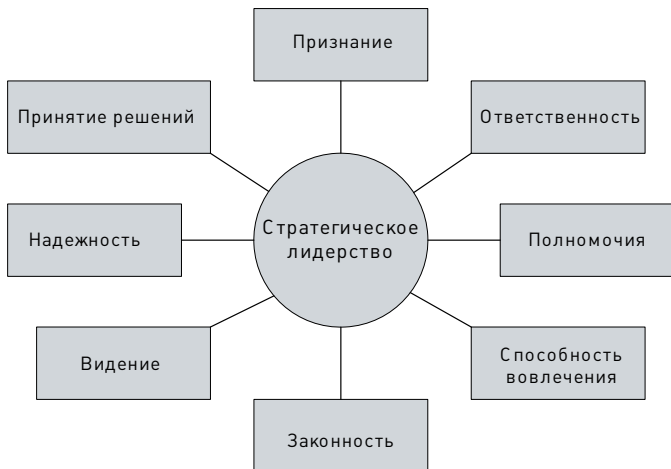 Признание
Принятие решений
Ответственность
Стратегическое
лидерство
Надежность
Полномочия
Видение
Способность
вовлечения
Законность